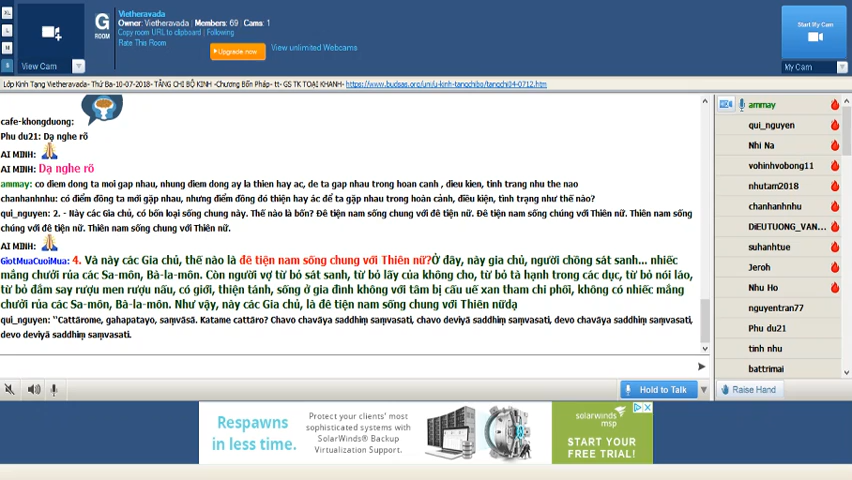 XL
L
M
S
View Cam
G
ROOM
Vietheravada
Owner: Vietheravada | Members: 69 | Cams: 1
Copy room URL to clipboard | Following
Rate This Room
Upgrade now
View unlimited Webcams
Start My Cam
My Cam
Lớp Kinh Tạng Vietheravada- Thứ Ba-10-07-2018- TĂNG CHI BỘ KINH -Chương Bốn Pháp- tt- GS TK TOẠI KHANH- https://www.budsas.org/uni/u-kinh-tangchibo/tangchi04-0712.htm
cafe-khongduong:
Phu du21: Dạ nghe rõ
AI MINH:
AI MINH: Dạ nghe rõ
ammay: co diem dong ta moi gap nhau, nhung diem dong ay la thien hay ac, de ta gap nhau trong hoan canh , dieu kien, tinh trang nhu the nao
chanhanhnhu: có điểm đồng ta mới gặp nhau, nhưng điểm đồng đó thiện hay ác để ta gặp nhau trong hoàn cảnh, điều kiện, tình trạng như thế nào?
qui_nguyen: 2. - Này các Gia chủ, có bốn loại sống chung này. Thế nào là bốn? Đê tiện nam sống chung với đê tiện nữ. Đê tiện nam sống chúng với Thiên nữ. Thiên nam sống
chúng với đê tiện nữ. Thiên nam sống chung với Thiên nữ.
AI MINH:
GiotMuaCuoiMua: 4. Và này các Gia chủ, thế nào là đê tiện nam sống chung với Thiên nữ?Ở đây, này gia chủ, người chồng sát sanh... nhiếc
mắng chưởi rủa các Sa-môn, Bà-la-môn. Còn người vợ từ bỏ sát sanh, từ bỏ lấy của không cho, từ bỏ tà hạnh trong các dục, từ bỏ nói láo,
từ bỏ đắm say rượu men rượu nấu, có giới, thiện tánh, sống ở gia đình không với tâm bị cấu uế xan tham chi phối, không có nhiếc mắng
chưởi rủa các Sa-môn, Bà-la-môn. Như vậy, này các Gia chủ, là đê tiện nam sống chung với Thiên nữdạ
qui_nguyen: "Cattārome, gahapatayo, saṃvāsā. Katame cattāro? Chavo chavāya saddhiṃ saṃvasati, chavo deviyā saddhiṃ saṃvasati, devo chavāya saddhiṃ saṃvasati,
devo deviyā saddhiṃ saṃvasati.
ammay
qui_nguyen
Nhi Na
vohinhvobong11
nhutam2018
chanhanhnhu
DiEUTUONG_VAN_...
suhanhtue
Jeroh
Nhu Ho
nguyentran77
Phu du21
tinh nhu
battrimai
Hold to Talk
Raise Hand
Respawns
in less time.
Protect your clients' most
sophisticated systems with
SolarWinds® Backup
Virtualization Support.
solarwinds
msp
START YOUR
FREE TRIAL!